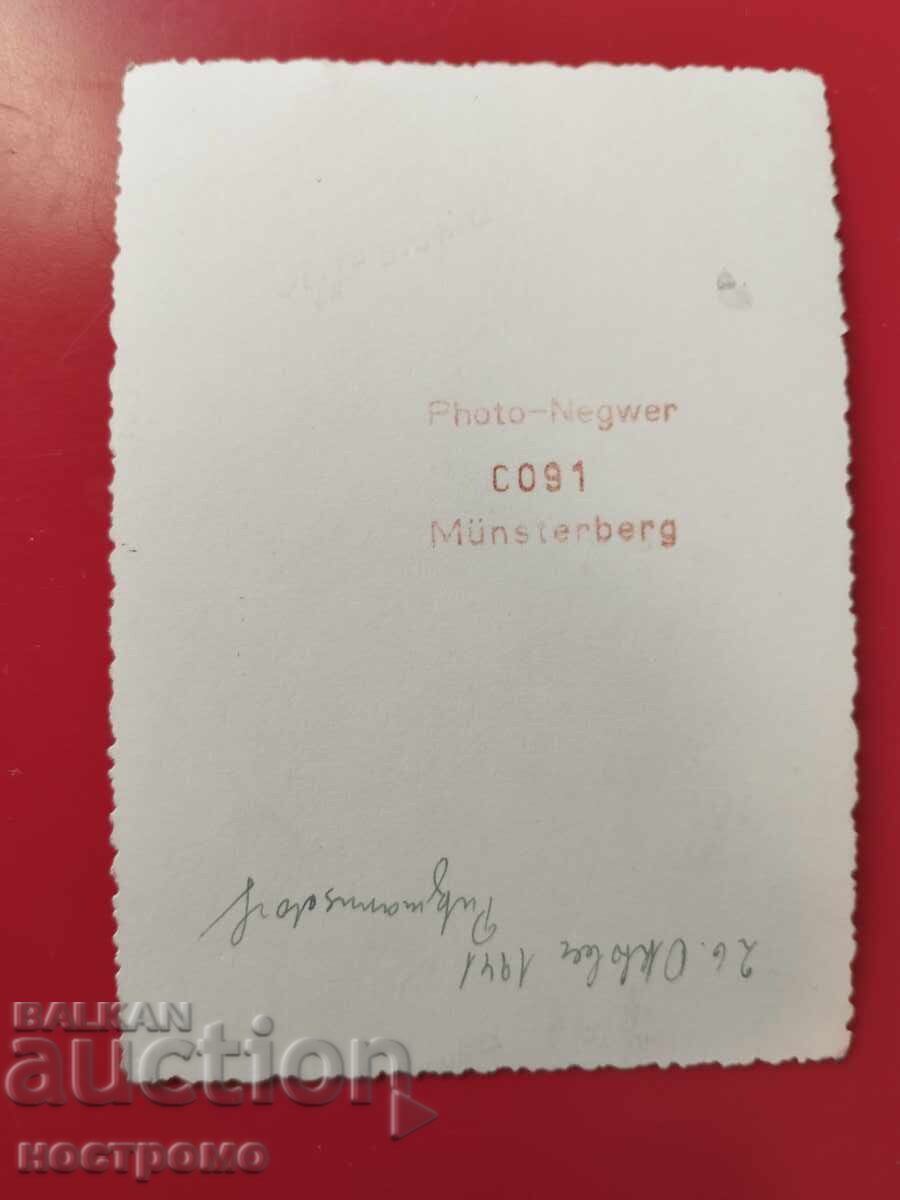 Photo-Negwer
C091
Münsterberg
26. Oktober 1941
BALKAN
auction
НОСТРОМО